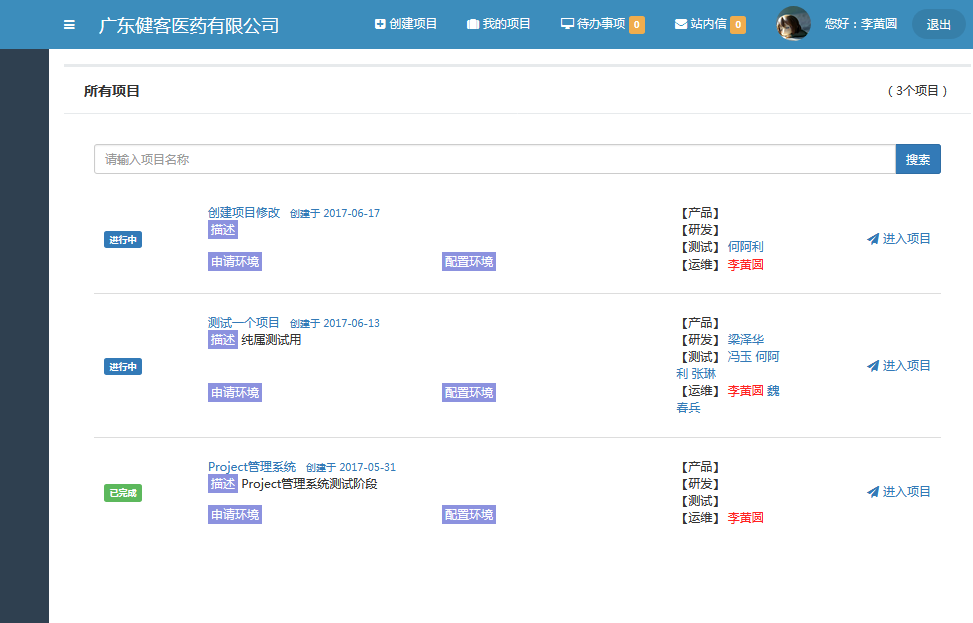 广东健客医药有限公司 创建项目 我的项目 待办事项 0 站内信 0 您好：李黄圆 退出
所有项目 （3个项目）
请输入项目名称 搜索
进行中
创建项目修改 创建于 2017-06-17
描述
申请环境 配置环境
【产品】
【研发】
【测试】 何阿利
【运维】 李黄圆
进入项目
进行中
测试一个项目 创建于 2017-06-13
描述 纯属测试用
申请环境 配置环境
【产品】
【研发】 梁泽华
【测试】 冯玉 何阿
利 张琳
【运维】 李黄圆 魏
春兵
进入项目
已完成
Project管理系统 创建于 2017-05-31
描述 Project管理系统测试阶段
申请环境 配置环境
【产品】
【研发】
【测试】
【运维】 李黄圆
进入项目